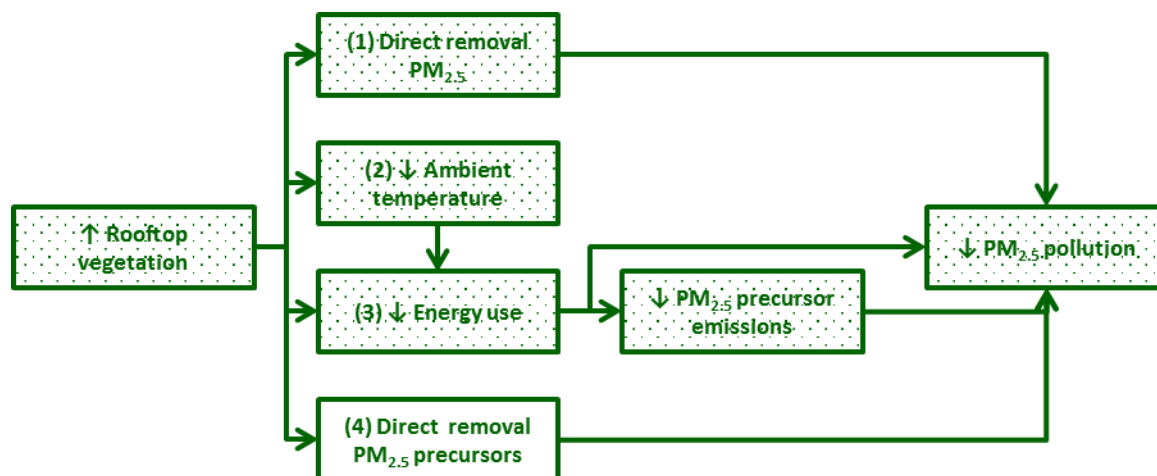 (1) Direct removal
PM2.5
(2) ↓ Ambient
temperature
↑ Rooftop
vegetation
↓ PM2.5 pollution
(3) ↓ Energy use
↓ PM2.5 precursor
emissions
(4) Direct removal
PM2.5 precursors